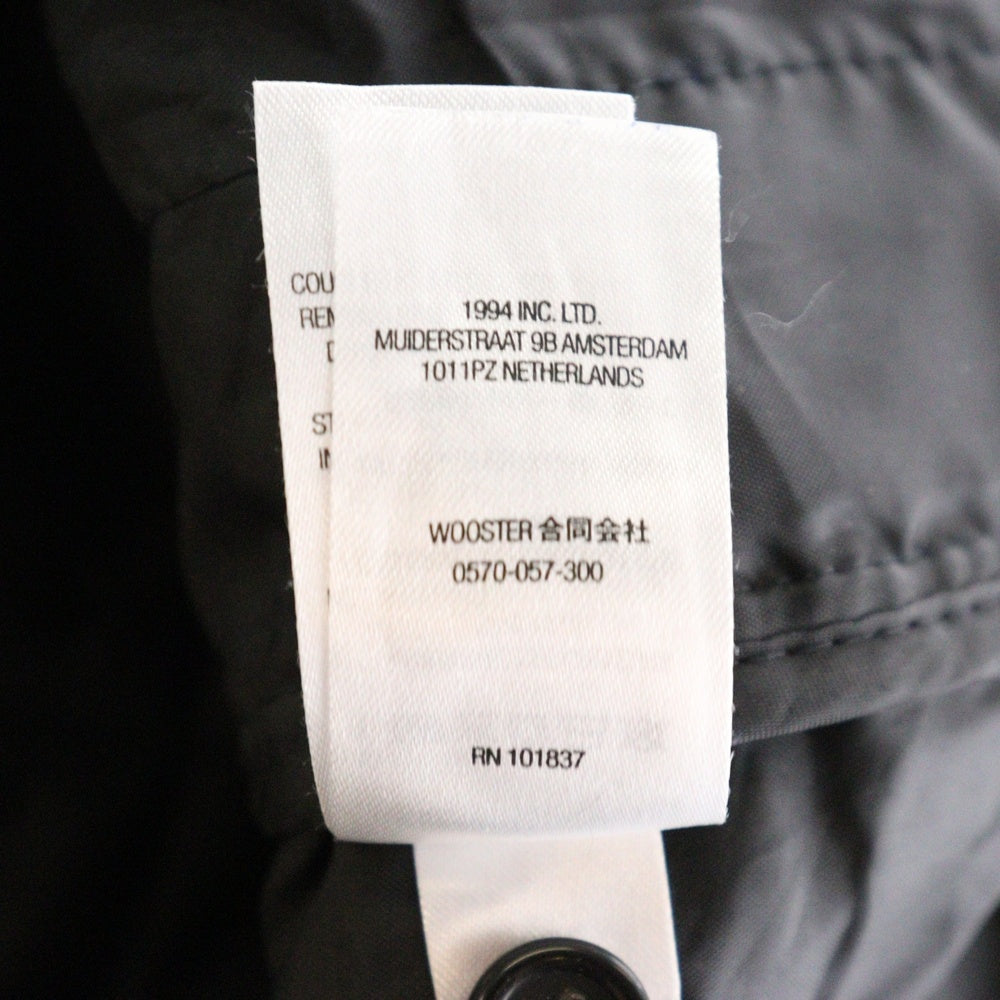 1994 INC. LTD.
MUIDERSTRAAT 9B AMSTERDAM
1011PZ NETHERLANDS
WOOSTER 合同会社
0570-057-300
RN 101837